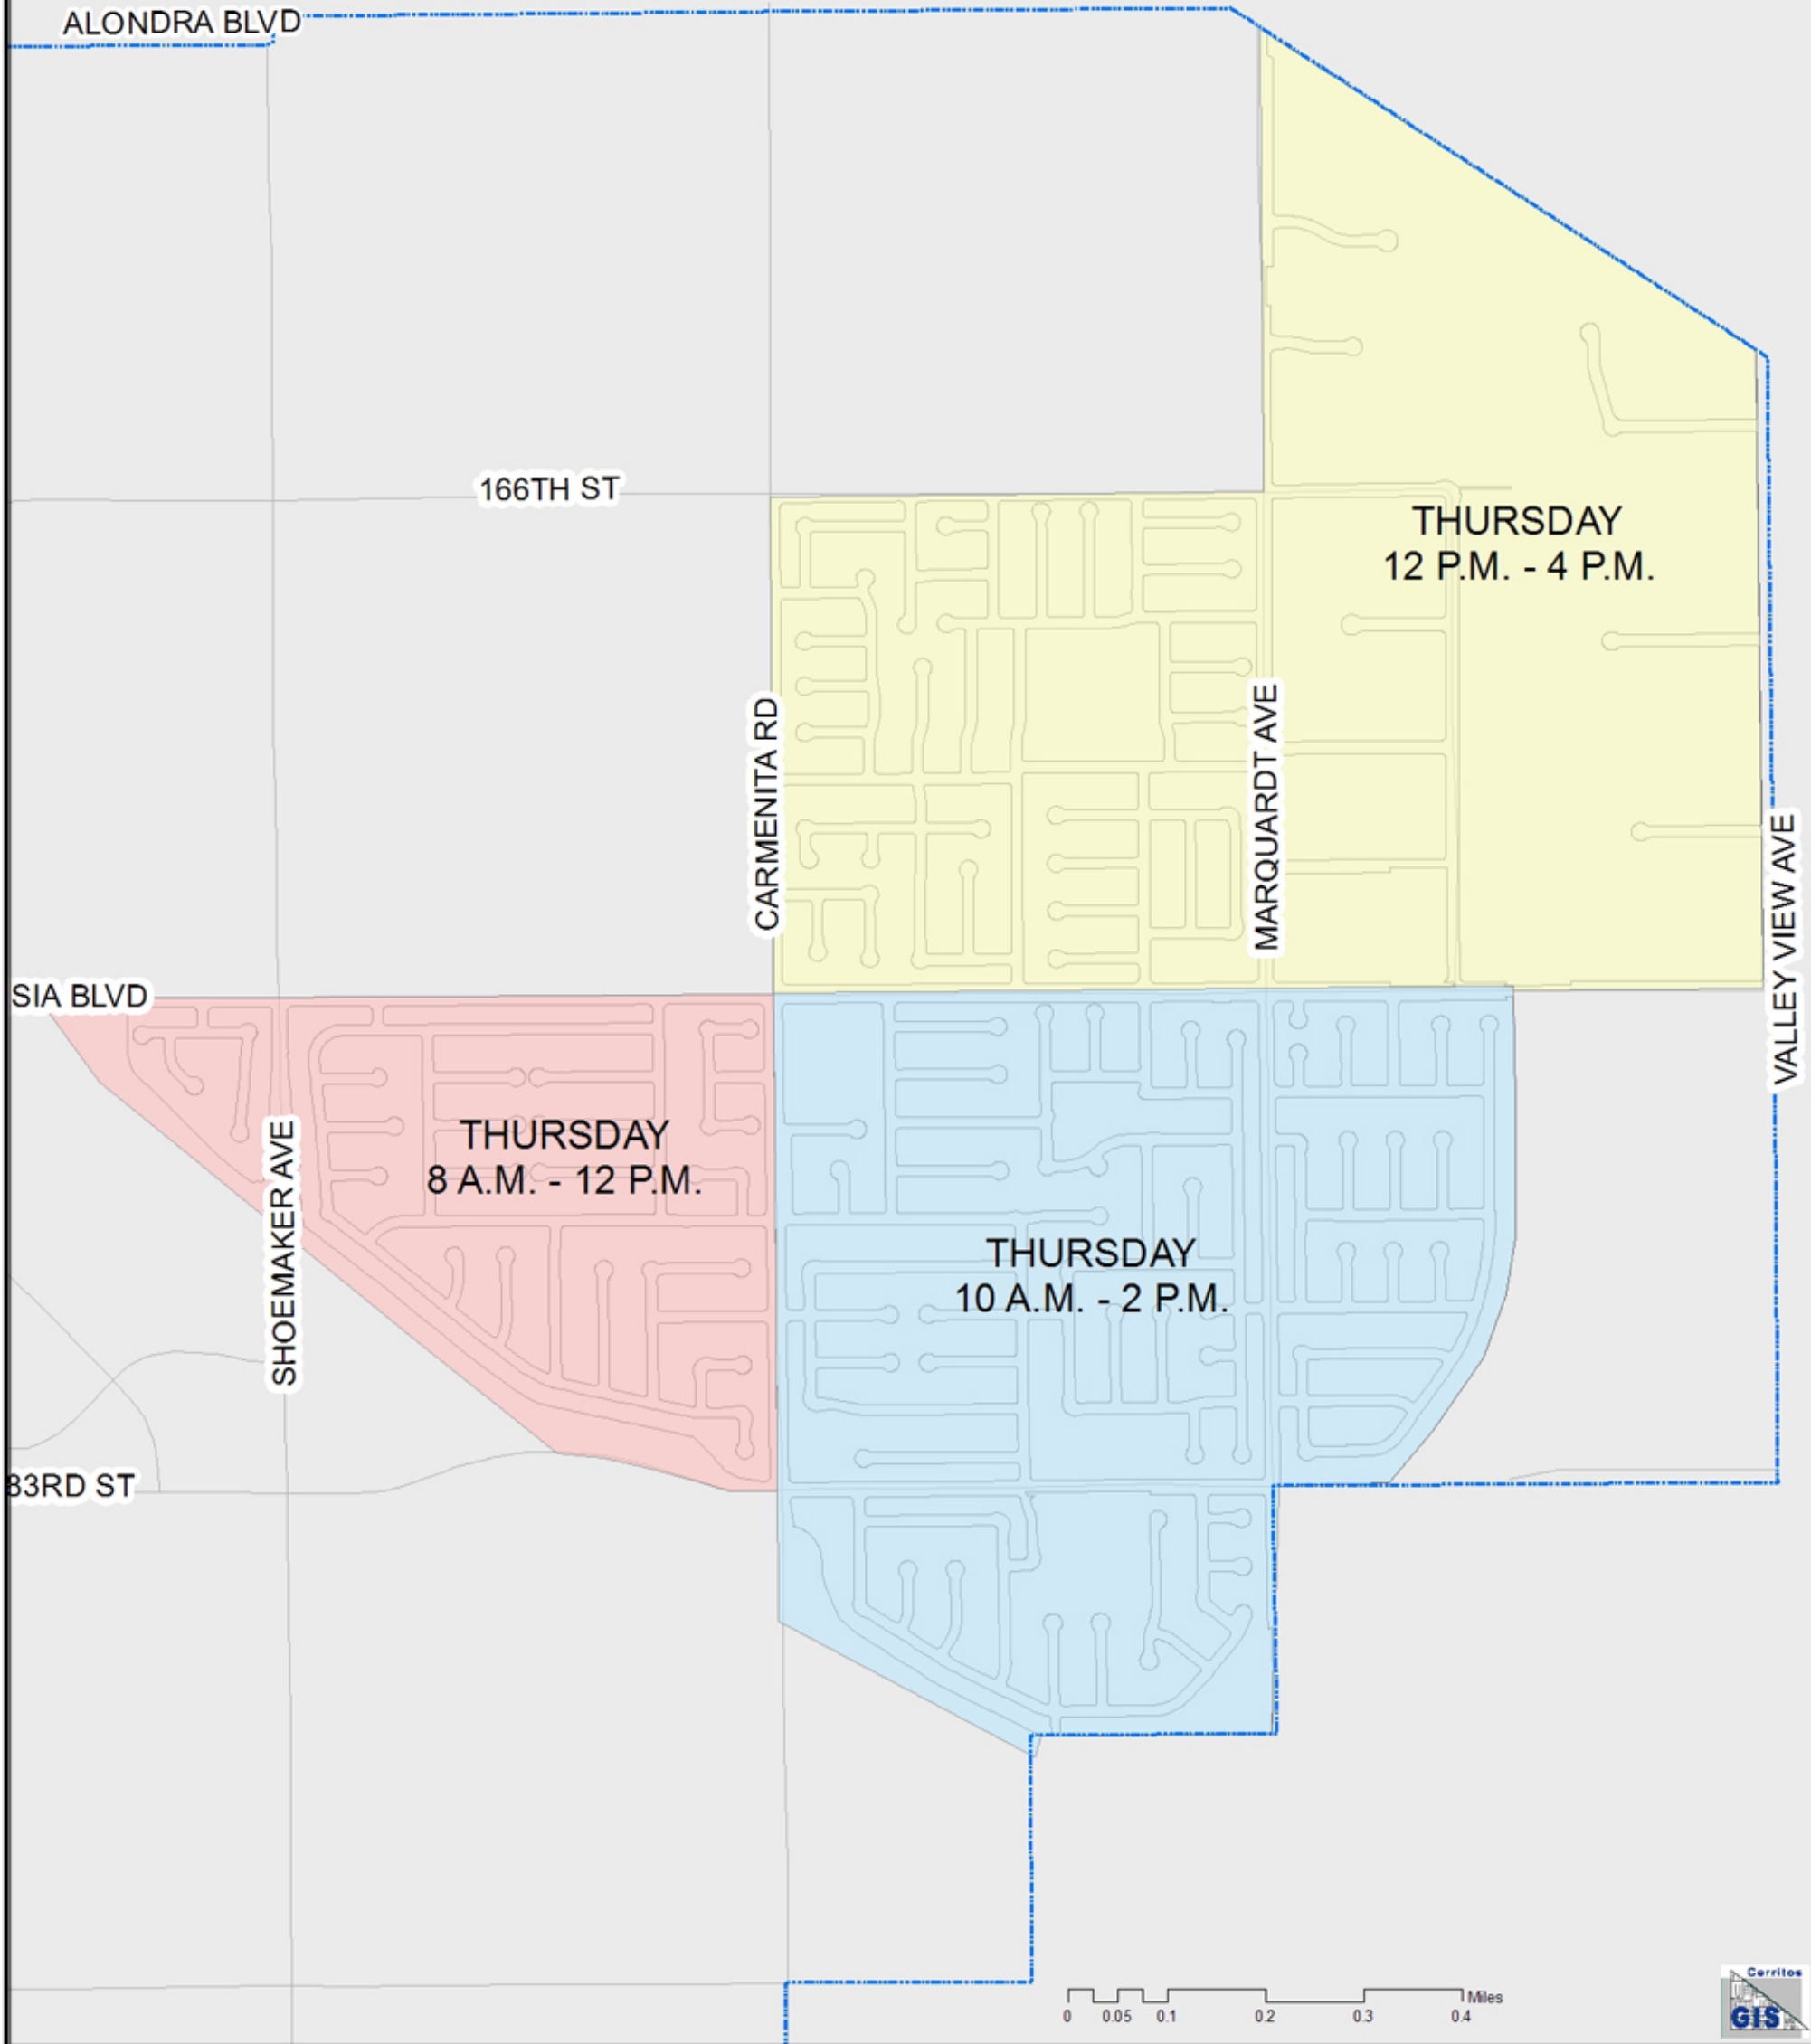 ALONDRA BLVD
166TH ST
THURSDAY
12 P.M. - 4 P.M.
CARMENITA RD
MARQUARDT AVE
VALLEY VIEW AVE
SIA BLVD
THURSDAY
8 A.M. - 12 P.M.
SHOEMAKER AVE
THURSDAY
10 A.M. - 2 P.M.
83RD ST
Miles
0 0.05 0.1 0.2 0.3 0.4
Cerritos
GIS